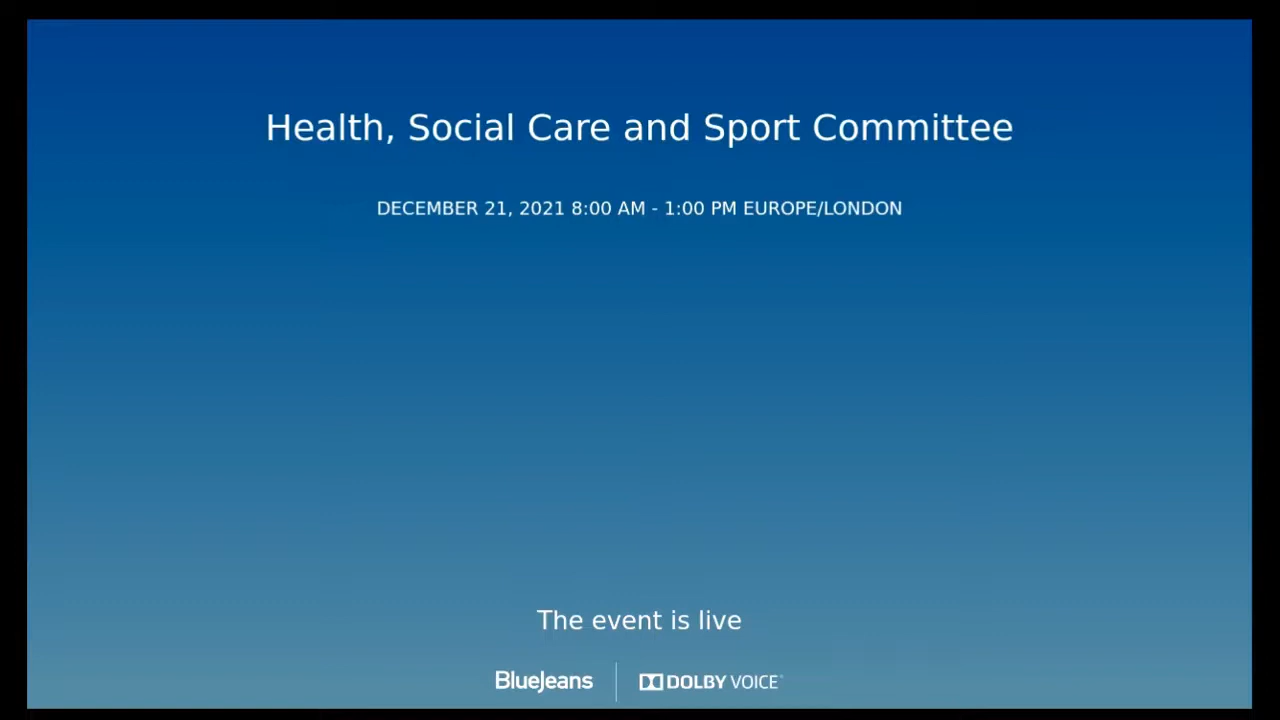 Health, Social Care and Sport Committee
DECEMBER 21, 2021 8:00 AM - 1:00 PM EUROPE/LONDON
The event is live
BlueJeans DOLBY VOICE